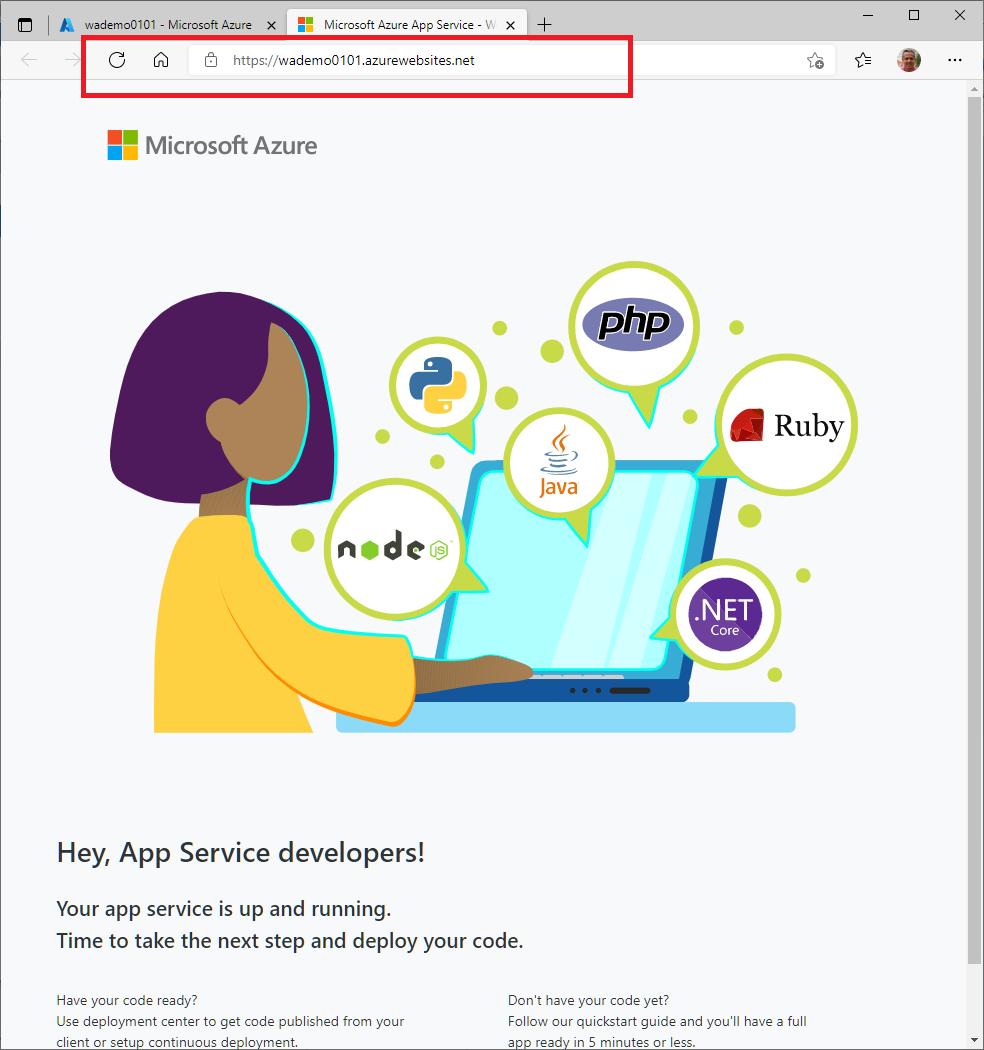 wademo0101 - Microsoft Azure
Microsoft Azure App Service - W
https://wademo0101.azurewebsites.net
Microsoft Azure
php
Ruby
Java
node
JS
.NET
Core
Hey, App Service developers!
Your app service is up and running.
Time to take the next step and deploy your code.
Have your code ready?
Use deployment center to get code published from your
client or setup continuous deployment.
Don't have your code yet?
Follow our quickstart guide and you'll have a full
app ready in 5 minutes or less.